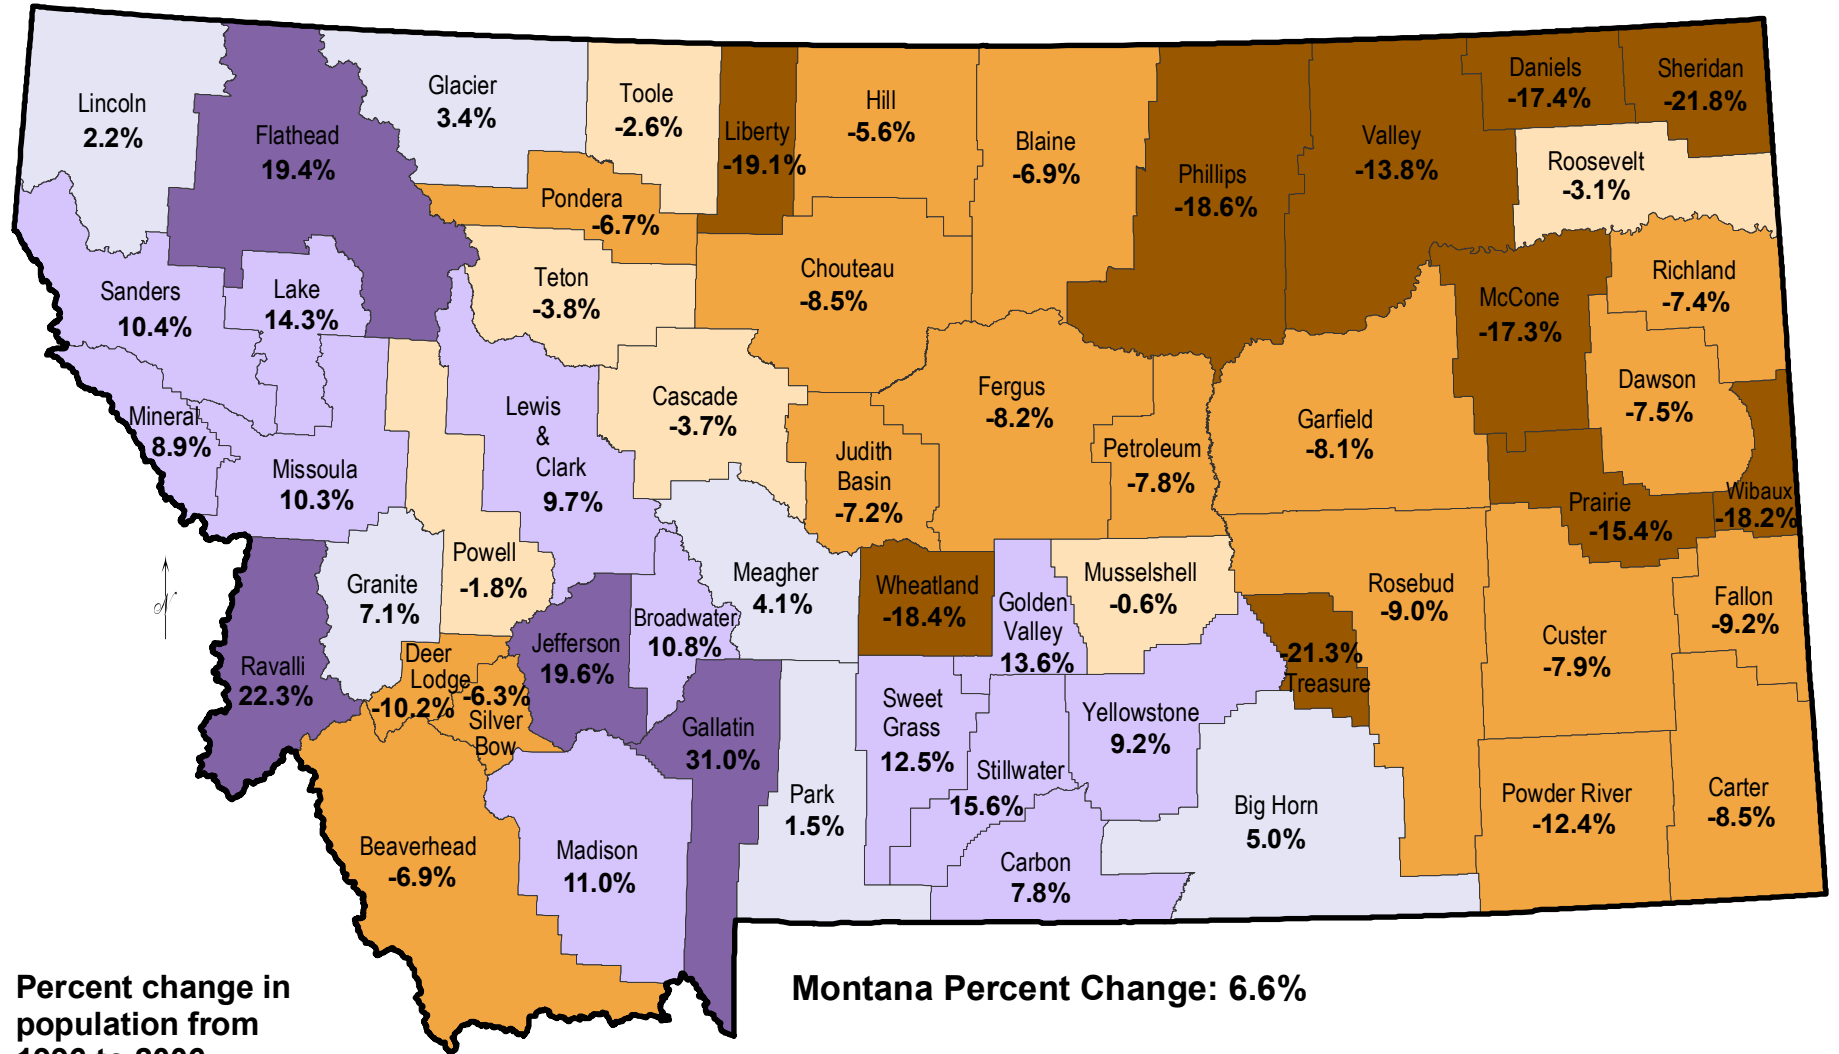 Lincoln
2.2%
Flathead
19.4%
Glacier
3.4%
Toole
-2.6%
Liberty
-19.1%
Hill
-5.6%
Blaine
-6.9%
Phillips
-18.6%
Valley
-13.8%
Daniels
-17.4%
Sheridan
-21.8%
Roosevelt
-3.1%
Pondera
-6.7%
Teton
-3.8%
Chouteau
-8.5%
Sanders
10.4%
Lake
14.3%
McCone
-17.3%
Richland
-7.4%
Dawson
-7.5%
Mineral
8.9%
Missoula
10.3%
Lewis
&
Clark
9.7%
Cascade
-3.7%
Judith
Basin
-7.2%
Fergus
-8.2%
Petroleum
-7.8%
Garfield
-8.1%
Prairie
-15.4%
Wibaux
-18.2%
Powell
-1.8%
Granite
7.1%
Meagher
4.1%
Wheatland
-18.4%
Golden
Valley
13.6%
Musselshell
-0.6%
Rosebud
-9.0%
Custer
-7.9%
Fallon
-9.2%
Ravalli
22.3%
Deer
Lodge
-10.2%
-6.3%
Silver
Bow
Jefferson
19.6%
Broadwater
10.8%
Gallatin
31.0%
Sweet
Grass
12.5%
Stillwater
15.6%
Yellowstone
9.2%
-21.3%
Treasure
Beaverhead
-6.9%
Madison
11.0%
Park
1.5%
Carbon
7.8%
Big Horn
5.0%
Powder River
-12.4%
Carter
-8.5%
N
Percent change in
population from
Montana Percent Change: 6.6%